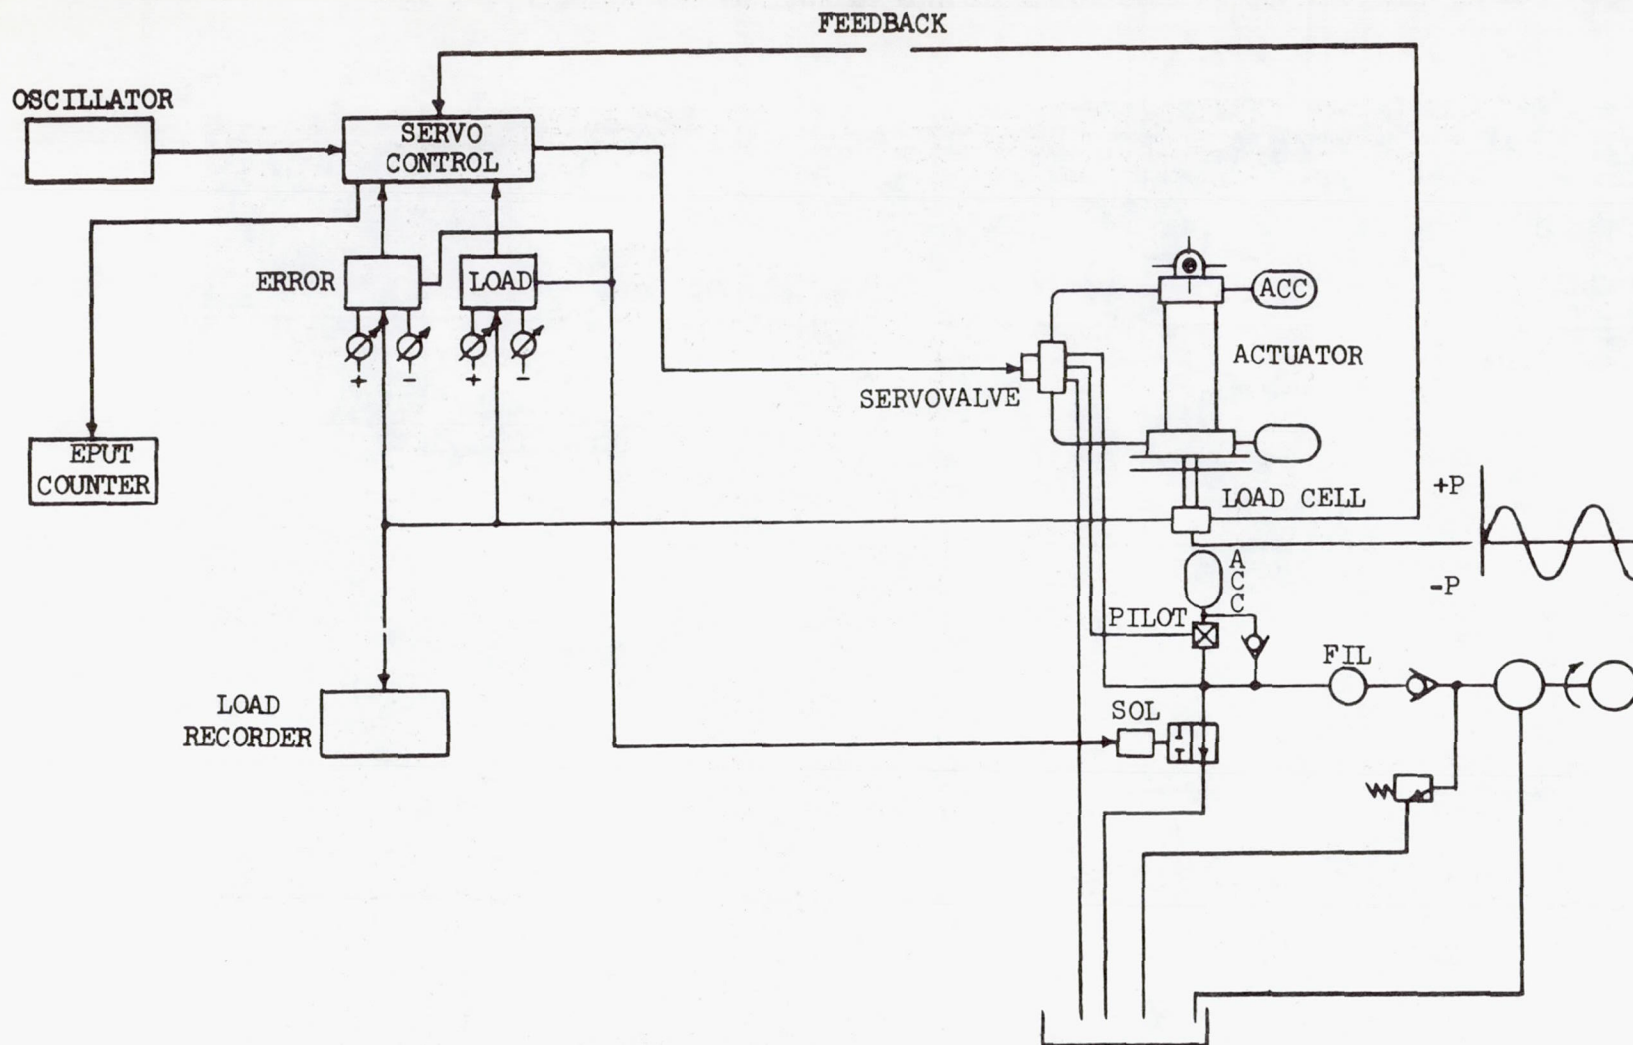 FEEDBACK
OSCILLATOR
SERVO
CONTROL
ERROR
LOAD
+ - + -
ACC
ACTUATOR
SERVOVALVE
EPUT
COUNTER
LOAD CELL
+P
-P
A
C
C
PILOT
FIL
SOL
LOAD
RECORDER